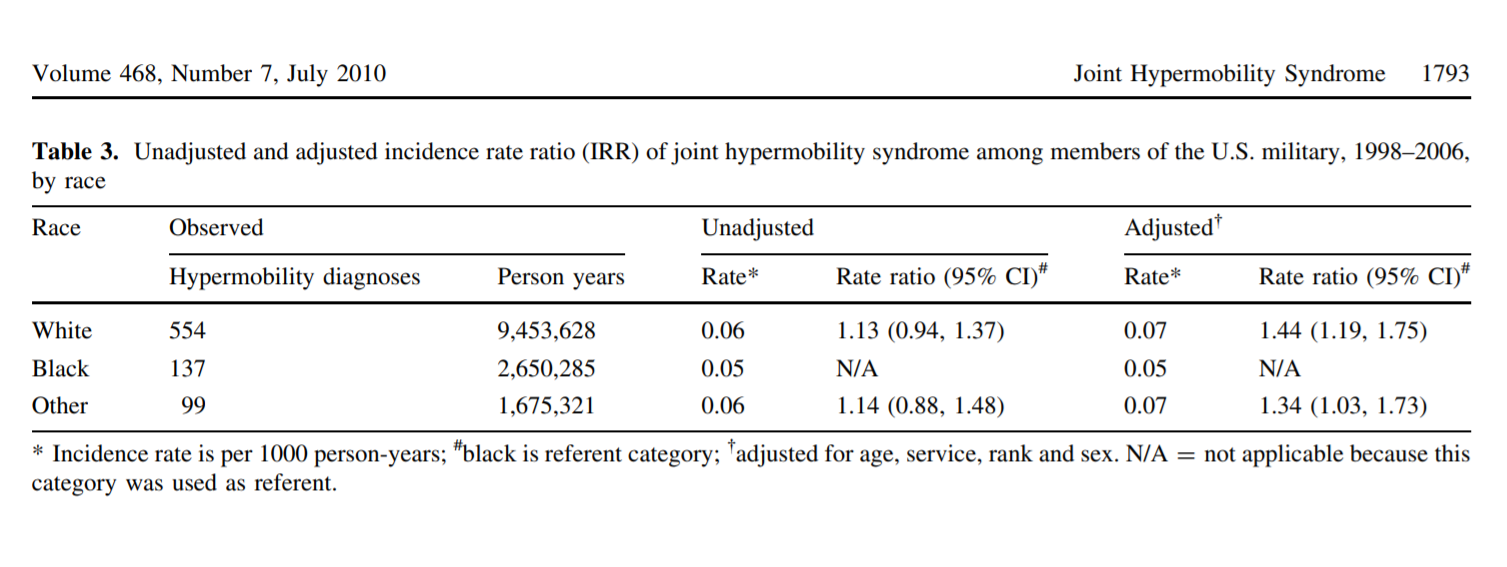 Volume 468, Number 7, July 2010 Joint Hypermobility Syndrome 1793
Table 3. Unadjusted and adjusted incidence rate ratio (IRR) of joint hypermobility syndrome among members of the U.S. military, 1998–2006,
by race
Race Observed Unadjusted Adjusted†
Hypermobility diagnoses Person years Rate* Rate ratio (95% CI)# Rate* Rate ratio (95% CI)#
White 554 9,453,628 0.06 1.13 (0.94, 1.37) 0.07 1.44 (1.19, 1.75)
Black 137 2,650,285 0.05 N/A 0.05 N/A
Other 99 1,675,321 0.06 1.14 (0.88, 1.48) 0.07 1.34 (1.03, 1.73)
* Incidence rate is per 1000 person-years; #black is referent category; †adjusted for age, service, rank and sex. N/A = not applicable because this
category was used as referent.